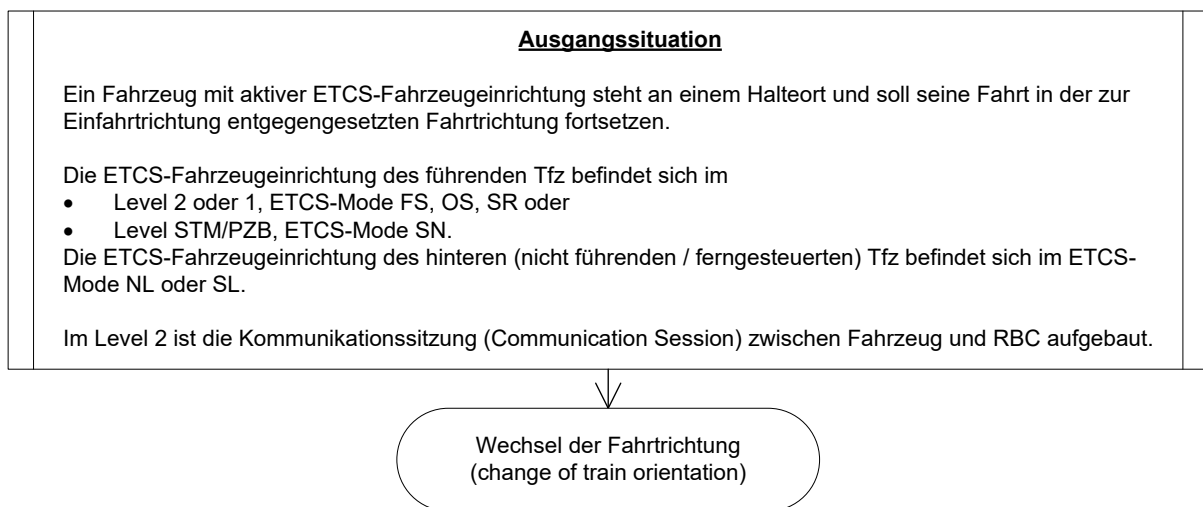 Ausgangssituation
Ein Fahrzeug mit aktiver ETCS-Fahrzeugeinrichtung steht an einem Halteort und soll seine Fahrt in der zur
Einfahrtrichtung entgegengesetzten Fahrtrichtung fortsetzen.
Die ETCS-Fahrzeugeinrichtung des führenden Tfz befindet sich im
• Level 2 oder 1, ETCS-Mode FS, OS, SR oder
• Level STM/PZB, ETCS-Mode SN.
Die ETCS-Fahrzeugeinrichtung des hinteren (nicht führenden / ferngesteuerten) Tfz befindet sich im ETCS-
Mode NL oder SL.
Im Level 2 ist die Kommunikationssitzung (Communication Session) zwischen Fahrzeug und RBC aufgebaut.
Wechsel der Fahrtrichtung
(change of train orientation)